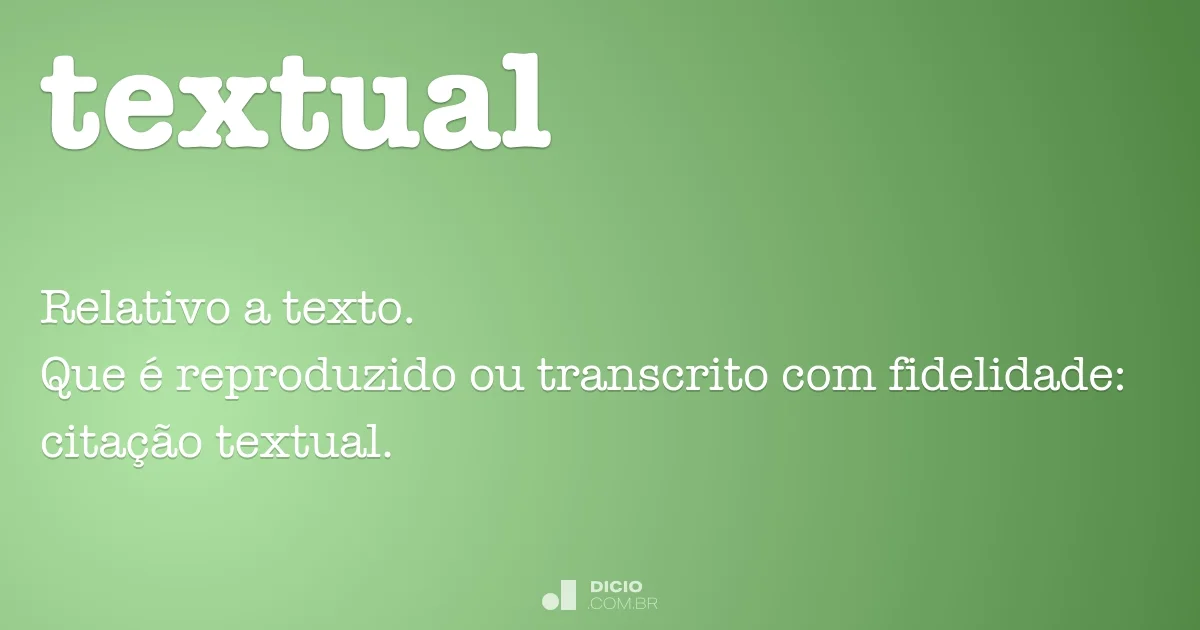 textual
Relativo a texto.
Que é reproduzido ou transcrito com fidelidade:
citação textual.
DICIO
.COM.BR